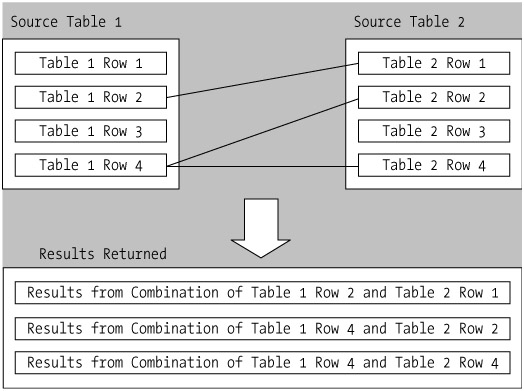 Source Table 1
Source Table 2
Table 1 Row 1
Table 1 Row 2
Table 1 Row 3
Table 1 Row 4
Table 2 Row 1
Table 2 Row 2
Table 2 Row 3
Table 2 Row 4
Results Returned
Results from Combination of Table 1 Row 2 and Table 2 Row 1
Results from Combination of Table 1 Row 4 and Table 2 Row 2
Results from Combination of Table 1 Row 4 and Table 2 Row 4